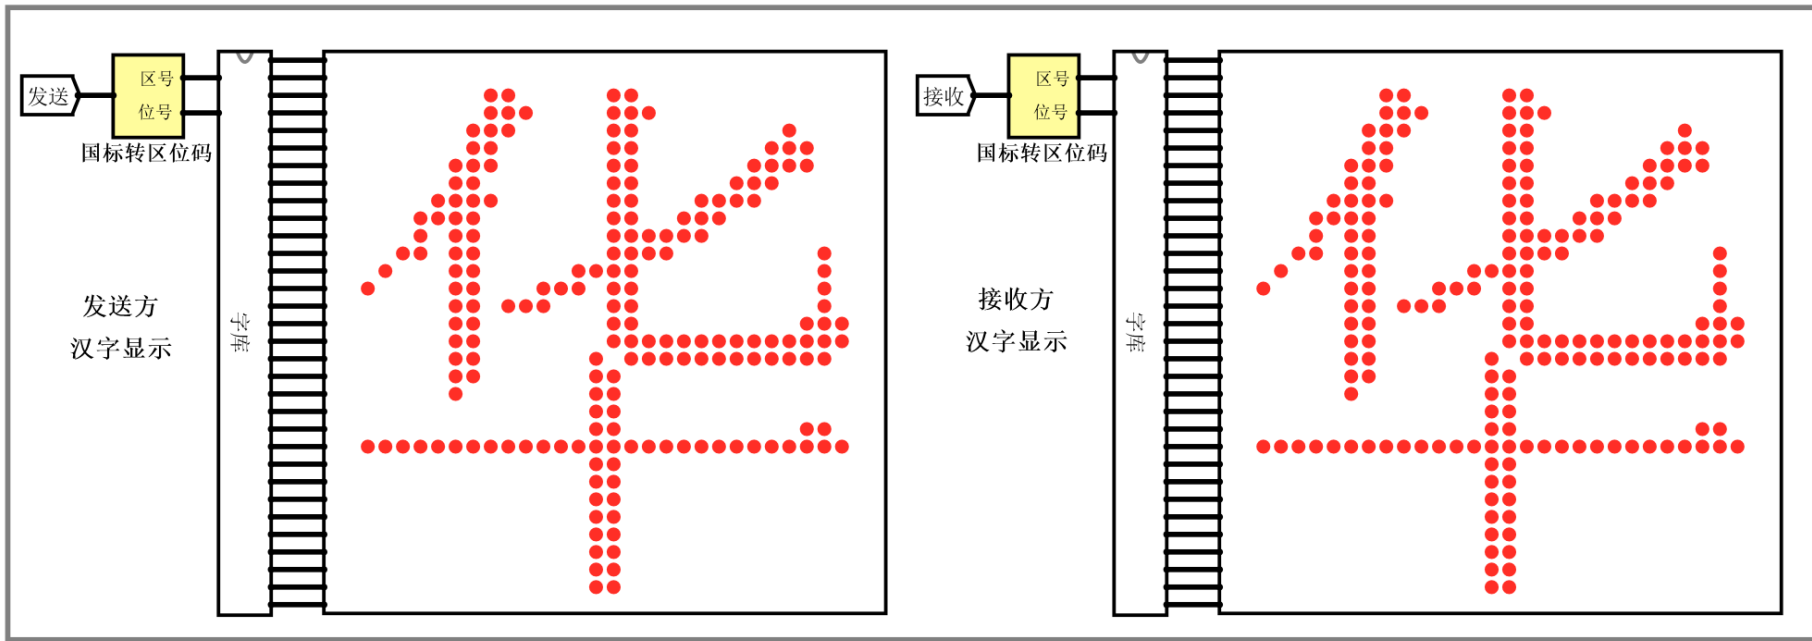 发送
区号
位号
国标转区位码
发送方
汉字显示
字库
华
接收
区号
位号
国标转区位码
接收方
汉字显示
字库
华